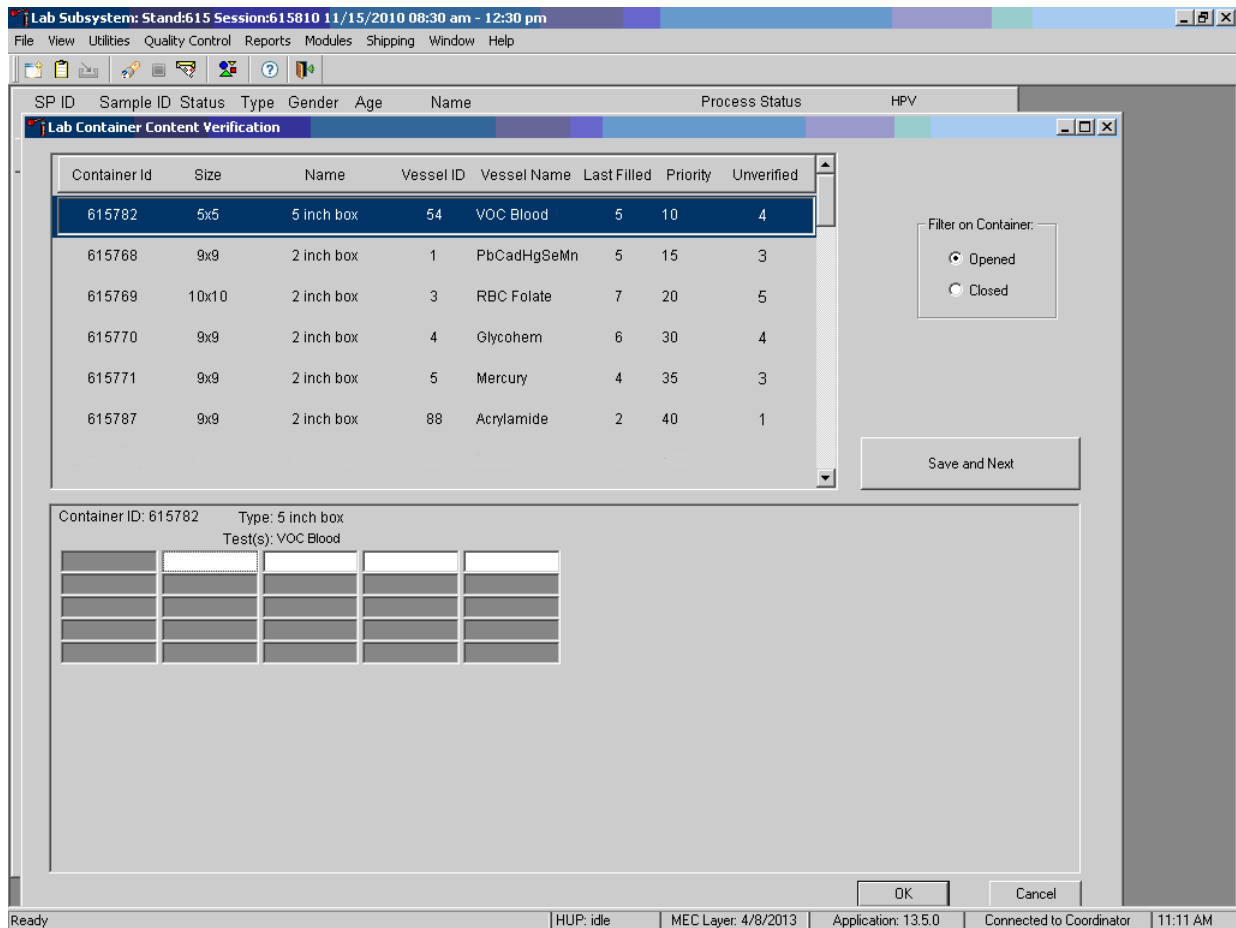 Lab Subsystem: Stand:615 Session:615810 11/15/2010 08:30 am - 12:30 pm
File View Utilities Quality Control Reports Modules Shipping Window Help
SP ID Sample ID Status Type Gender Age Name Process Status HPV
Lab Container Content Verification
Container Id Size Name Vessel ID Vessel Name Last Filled Priority Unverified
615782 5x5 5 inch box 54 VOC Blood 5 10 4
615768 9x9 2 inch box 1 PbCadHgSeMn 5 15 3
615769 10x10 2 inch box 3 RBC Folate 7 20 5
615770 9x9 2 inch box 4 Glycohem 6 30 4
615771 9x9 2 inch box 5 Mercury 4 35 3
615787 9x9 2 inch box 88 Acrylamide 2 40 1
Filter on Container:
Opened
Closed
Save and Next
Container ID: 615782 Type: 5 inch box
Test(s): VOC Blood
OK Cancel
Ready HUP: idle MEC Layer: 4/8/2013 Application: 13.5.0 Connected to Coordinator 11:11 AM